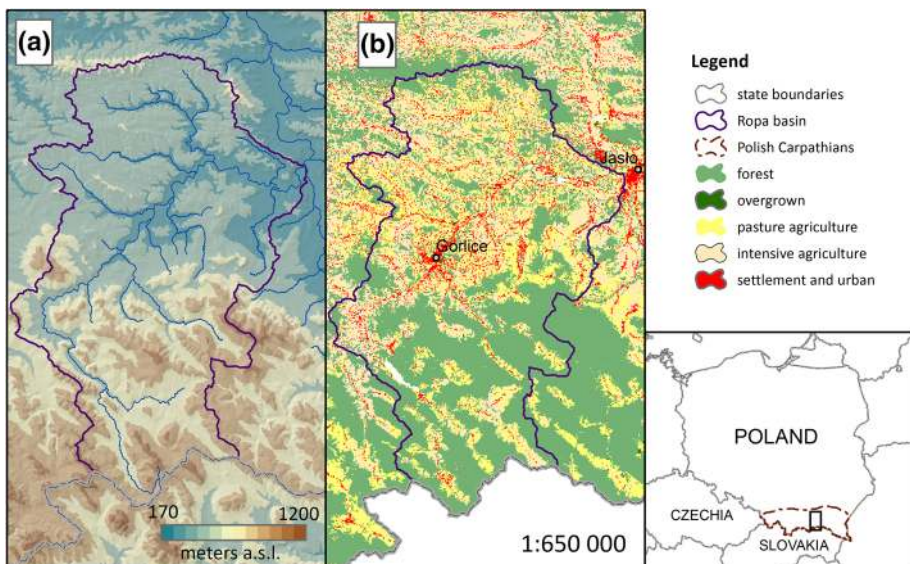 (a)
170
1200
meters a.s.l.
(b)
Jasło
Gorlice
1:650 000
Legend
state boundaries
Ropa basin
Polish Carpathians
forest
overgrown
pasture agriculture
intensive agriculture
settlement and urban
POLAND
CZECHIA
SLOVAKIA